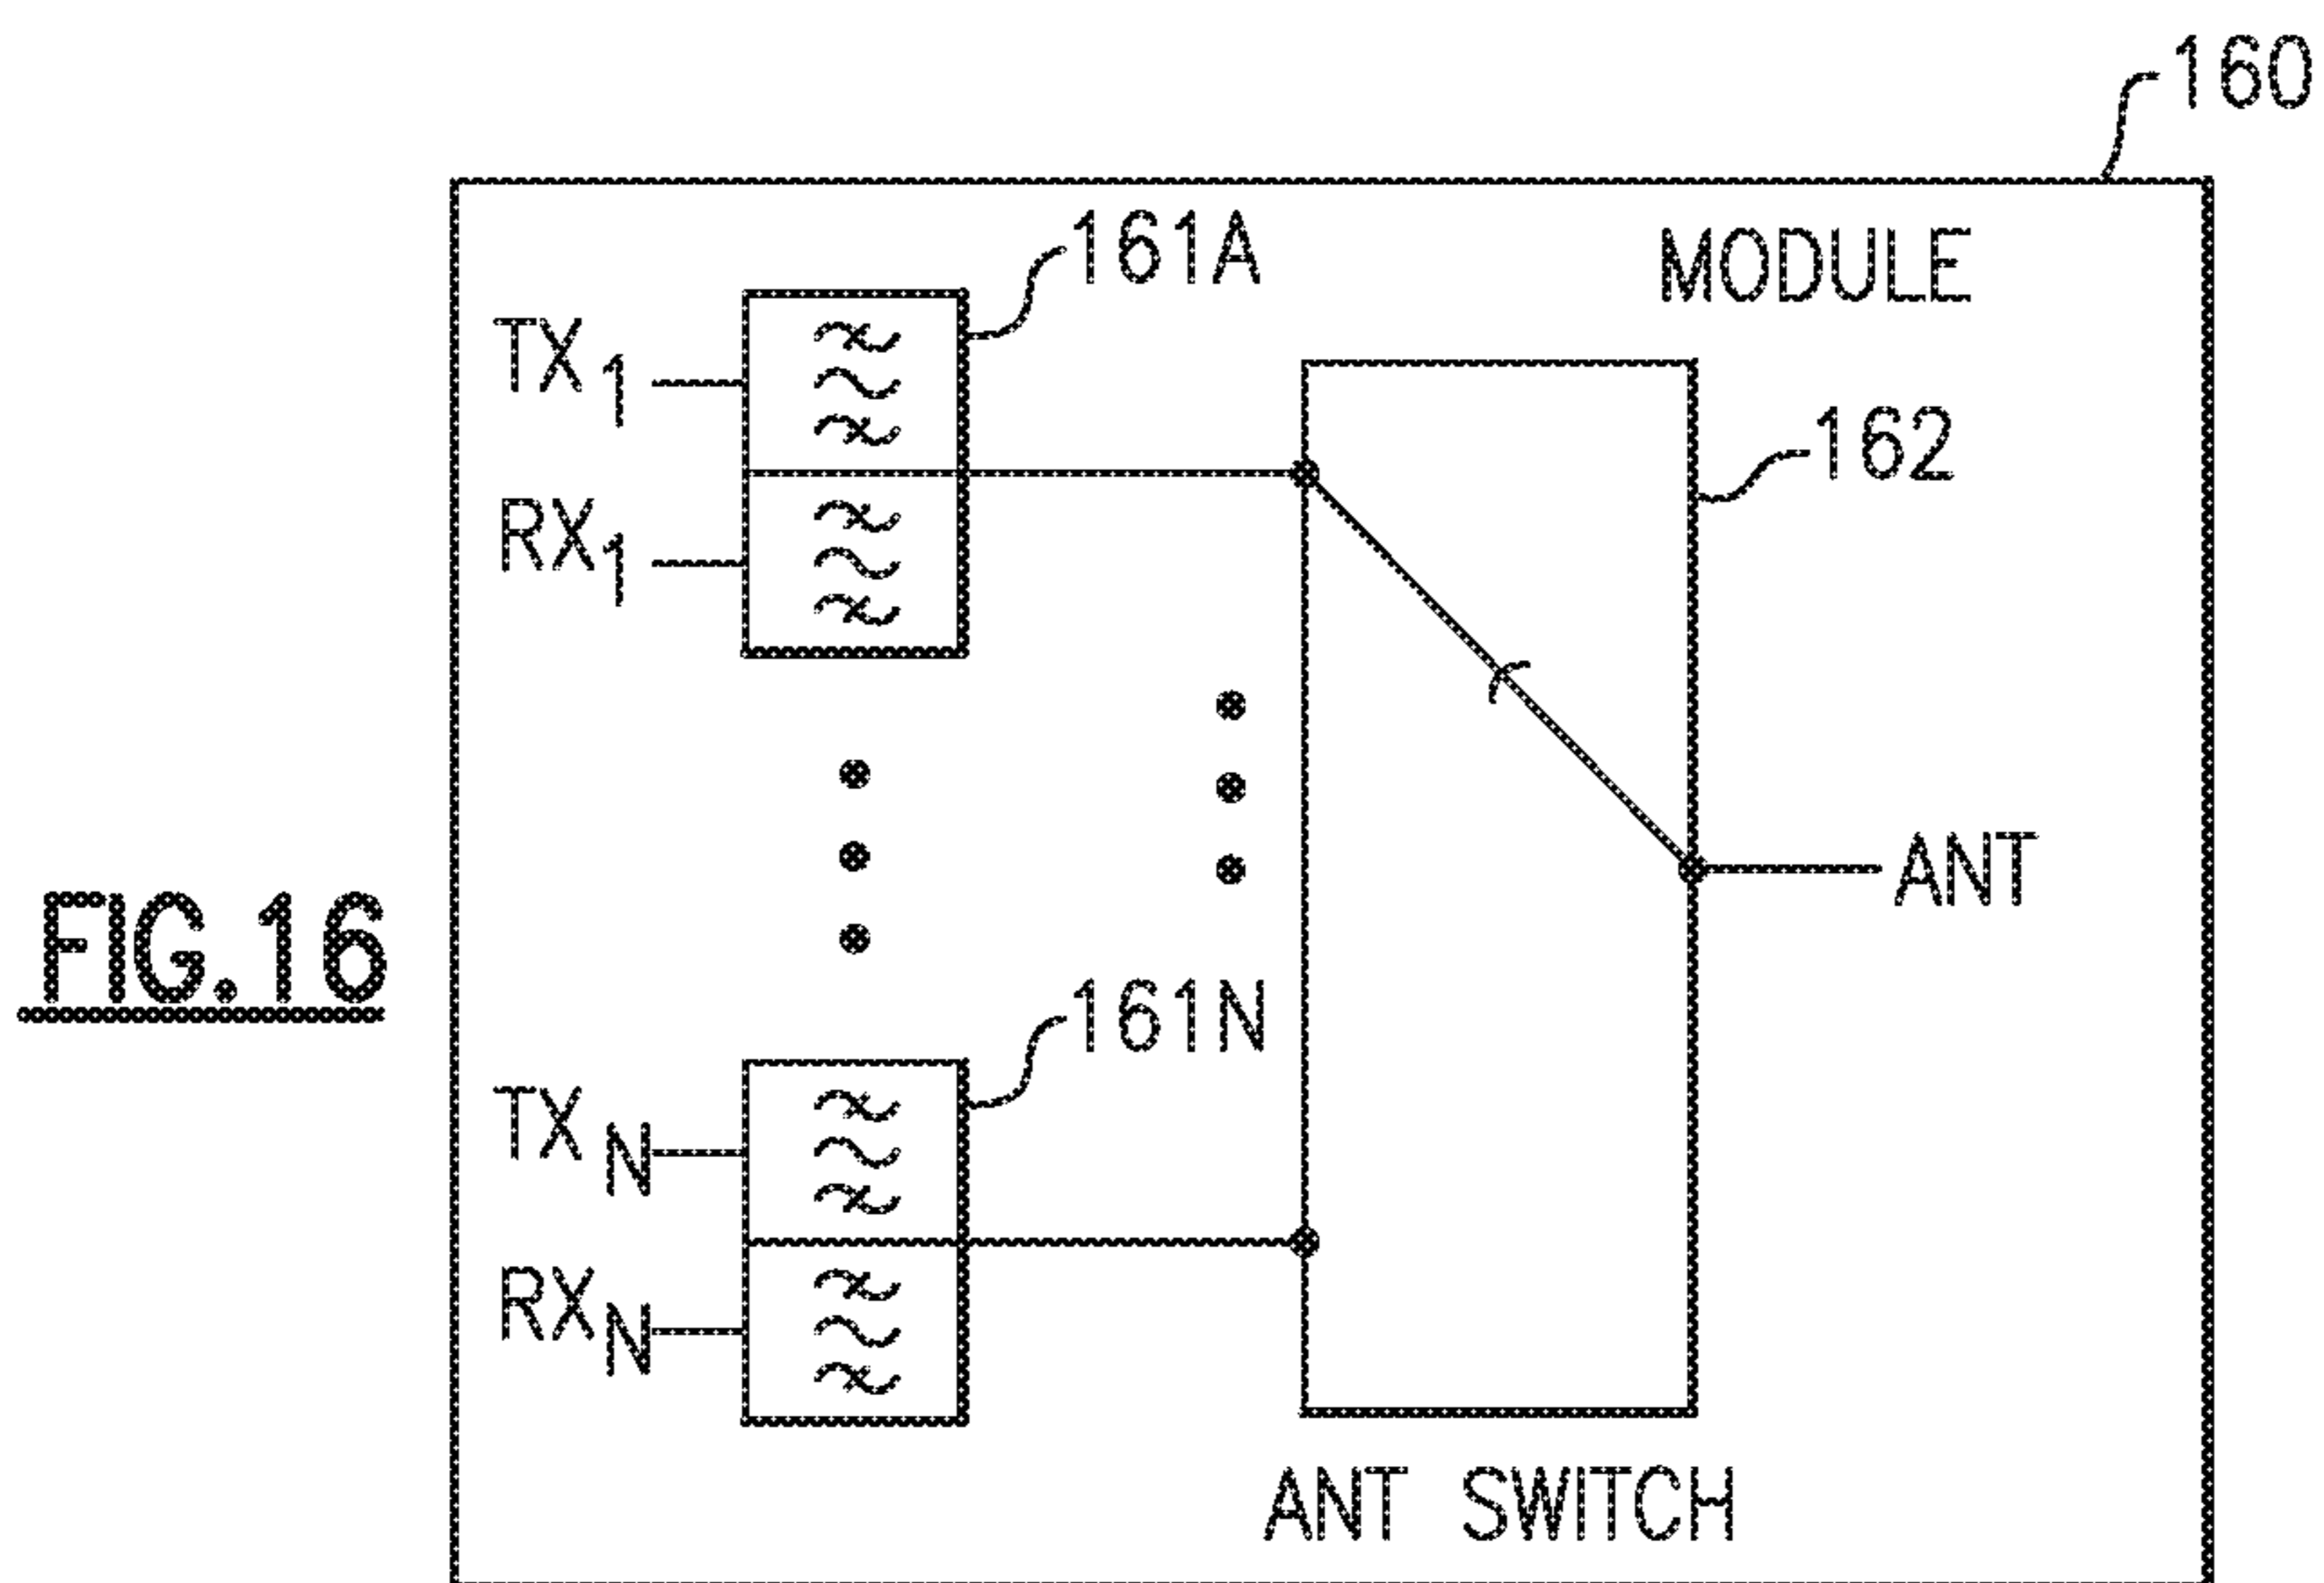 160
MODULE
161A
TX1
RX1
162
ANT
FIG.16
161N
TXN
RXN
ANT SWITCH